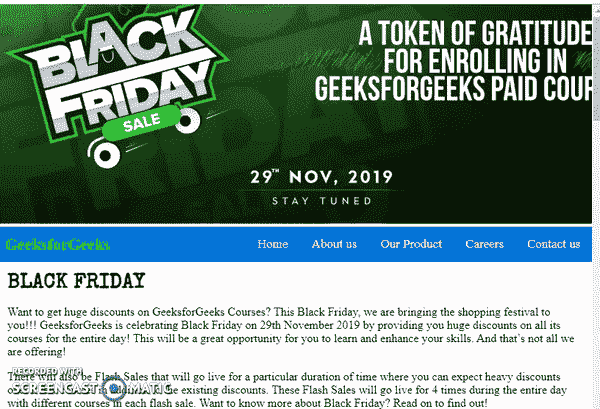 BLACK
FRIDAY
SALE
A TOKEN OF GRATITUDE
FOR ENROLLING IN
GEEKSFORGEEKS PAID COUR
29TH NOV, 2019
STAY TUNED
GeeksforGeeks Home About us Our Product Careers Contact us
BLACK FRIDAY
Want to get huge discounts on GeeksforGeeks Courses? This Black Friday, we are bringing the shopping festival to
you!!! GeeksforGeeks is celebrating Black Friday on 29th November 2019 by providing you huge discounts on all its
courses for the entire day! This will be a great opportunity for you to learn and enhance your skills. And that's not all we
are offering!
RECORDED WITH
SCREENCAST MATIC
There will also be Flash Sales that will go live for a particular duration of time where you can expect heavy discounts
the existing discounts. These Flash Sales will go live for 4 times during the entire day
with different courses in each flash sale. Want to know more about Black Friday? Read on to find out!